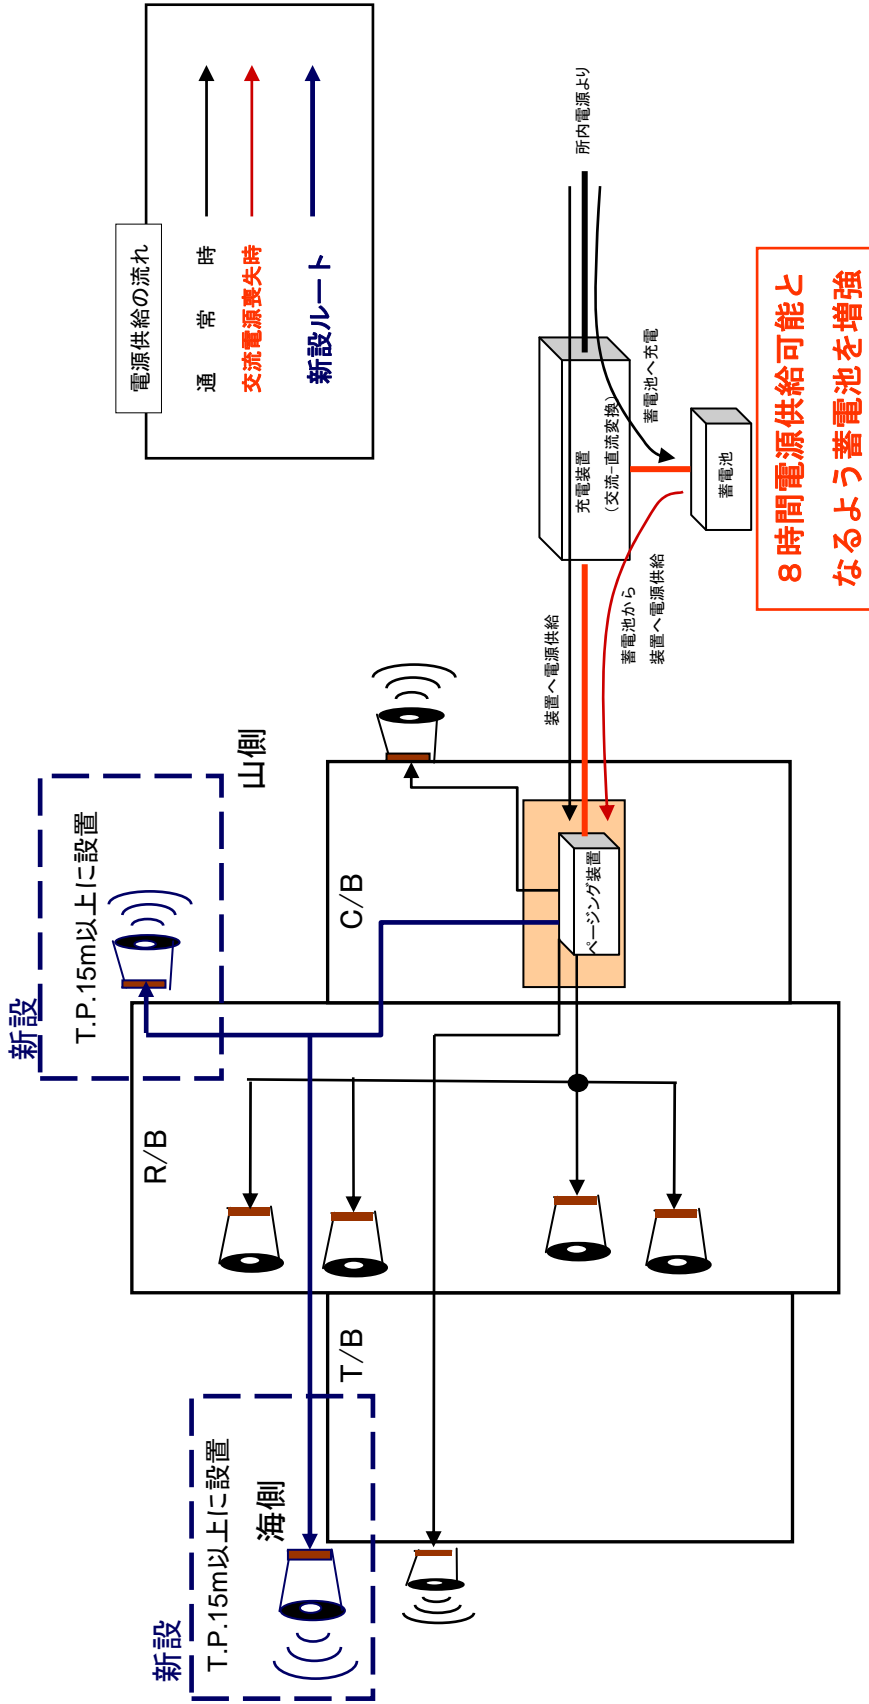 新設
T.P.15m以上に設置
海側
新設
T.P.15m以上に設置
山側
R/B
T/B
C/B
ページング装置
装置へ電源供給
蓄電池から
装置へ電源供給
充電装置
（交流-直流変換）
蓄電池へ充電
蓄電池
所内電源より
電源供給の流れ
通常時
交流電源喪失時
新設ルート
８時間電源供給可能と
なるよう蓄電池を増強